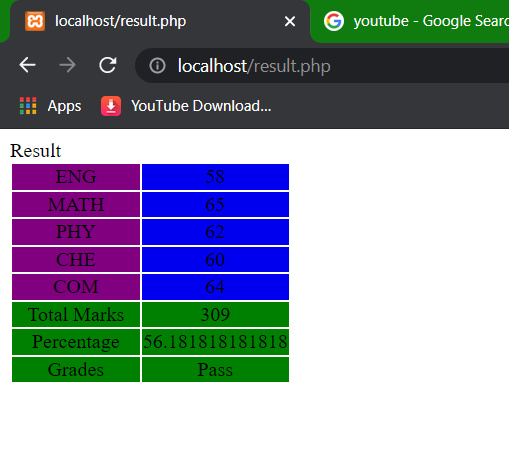 localhost/result.php
youtube - Google Sear
localhost/result.php
Apps YouTube Download...
Result
ENG 58
MATH 65
PHY 62
CHE 60
COM 64
Total Marks 309
Percentage 56.181818181818
Grades Pass